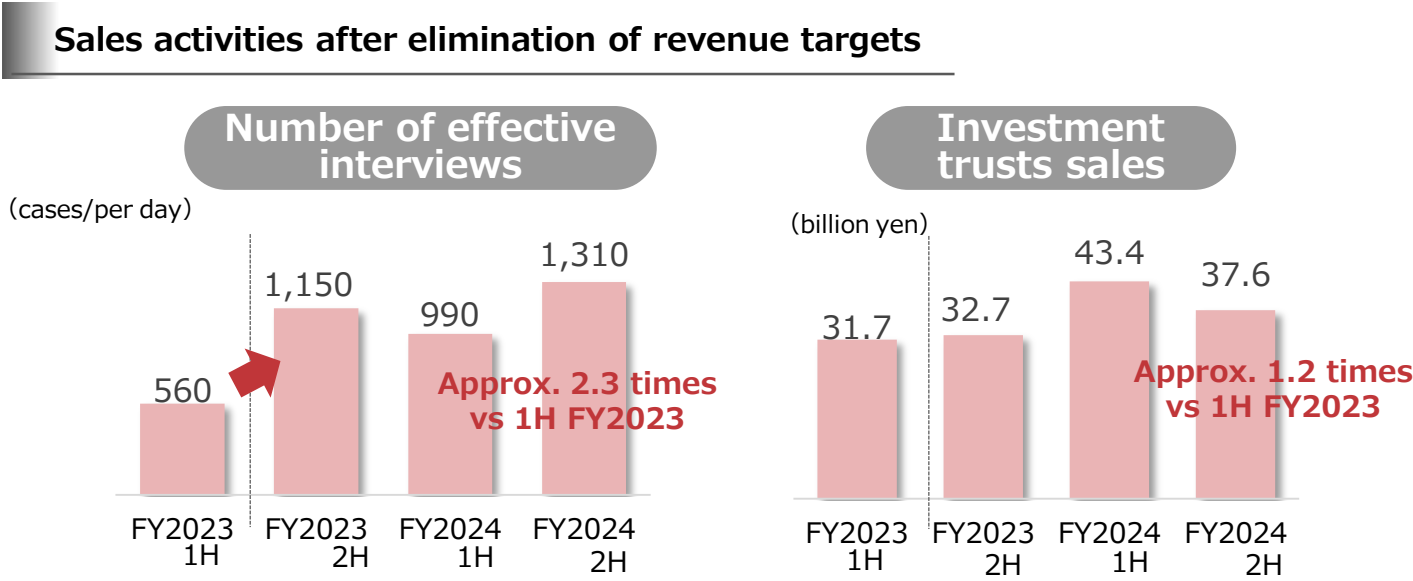 Sales activities after elimination of revenue targets
Number of effective
interviews
（cases/per day）
560
1,150
990
1,310
Approx. 2.3 times
vs 1H FY2023
FY2023
1H
FY2023
2H
FY2024
1H
FY2024
2H
Investment
trusts sales
（billion yen）
31.7
32.7
43.4
37.6
Approx. 1.2 times
vs 1H FY2023
FY2023
1H
FY2023
2H
FY2024
1H
FY2024
2H